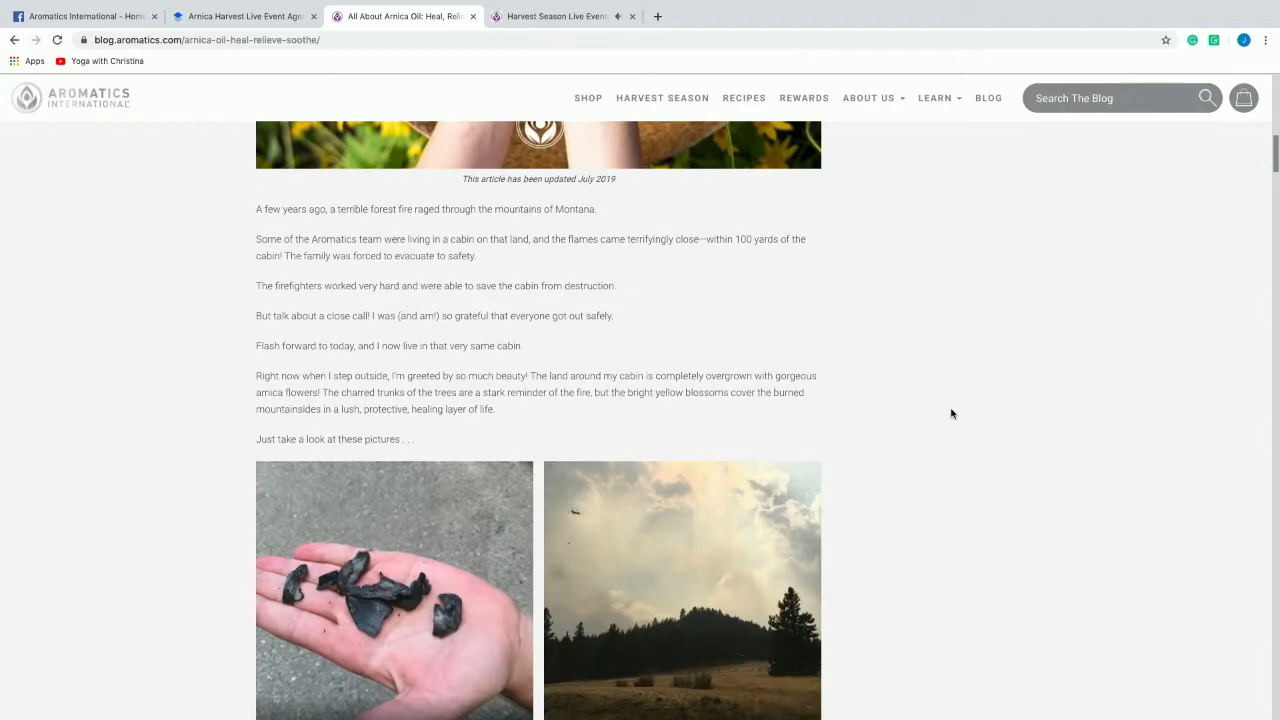 Aromatics International - Hom
Arnica Harvest Live Event Age
All About Arnica Oil: Heal, Reli
Harvest Season Live Event
blog.aromatics.com/arnica-oil-heal-relieve-soothe/
J
Apps
Yoga with Christina
AROMATICS
INTERNATIONAL
SHOP
HARVEST SEASON
RECIPES
REWARDS
ABOUT US
LEARN
BLOG
Search The Blog
This article has been updated July 2019
A few years ago, a terrible forest fire raged through the mountains of Montana.
Some of the Aromatics team were living in a cabin on that land, and the flames came terrifyingly close—within 100 yards of the
cabin! The family was forced to evacuate to safety.
The firefighters worked very hard and were able to save the cabin from destruction.
But talk about a close call! I was (and am!) so grateful that everyone got out safely.
Flash forward to today, and I now live in that very same cabin.
Right now when I step outside, I'm greeted by so much beauty! The land around my cabin is completely overgrown with gorgeous
arnica flowers! The charred trunks of the trees are a stark reminder of the fire, but the bright yellow blossoms cover the burned
mountainsides in a lush, protective, healing layer of life.
Just take a look at these pictures . . .